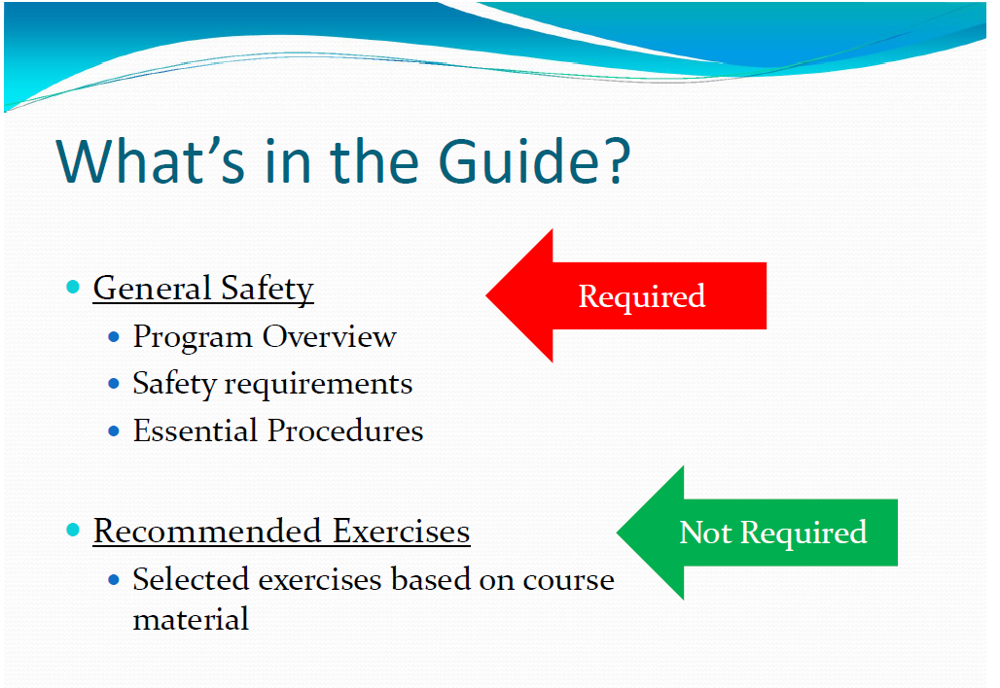 What’s in the Guide?
General Safety
Required
Program Overview
Safety requirements
Essential Procedures
Recommended Exercises
Not Required
Selected exercises based on course
material